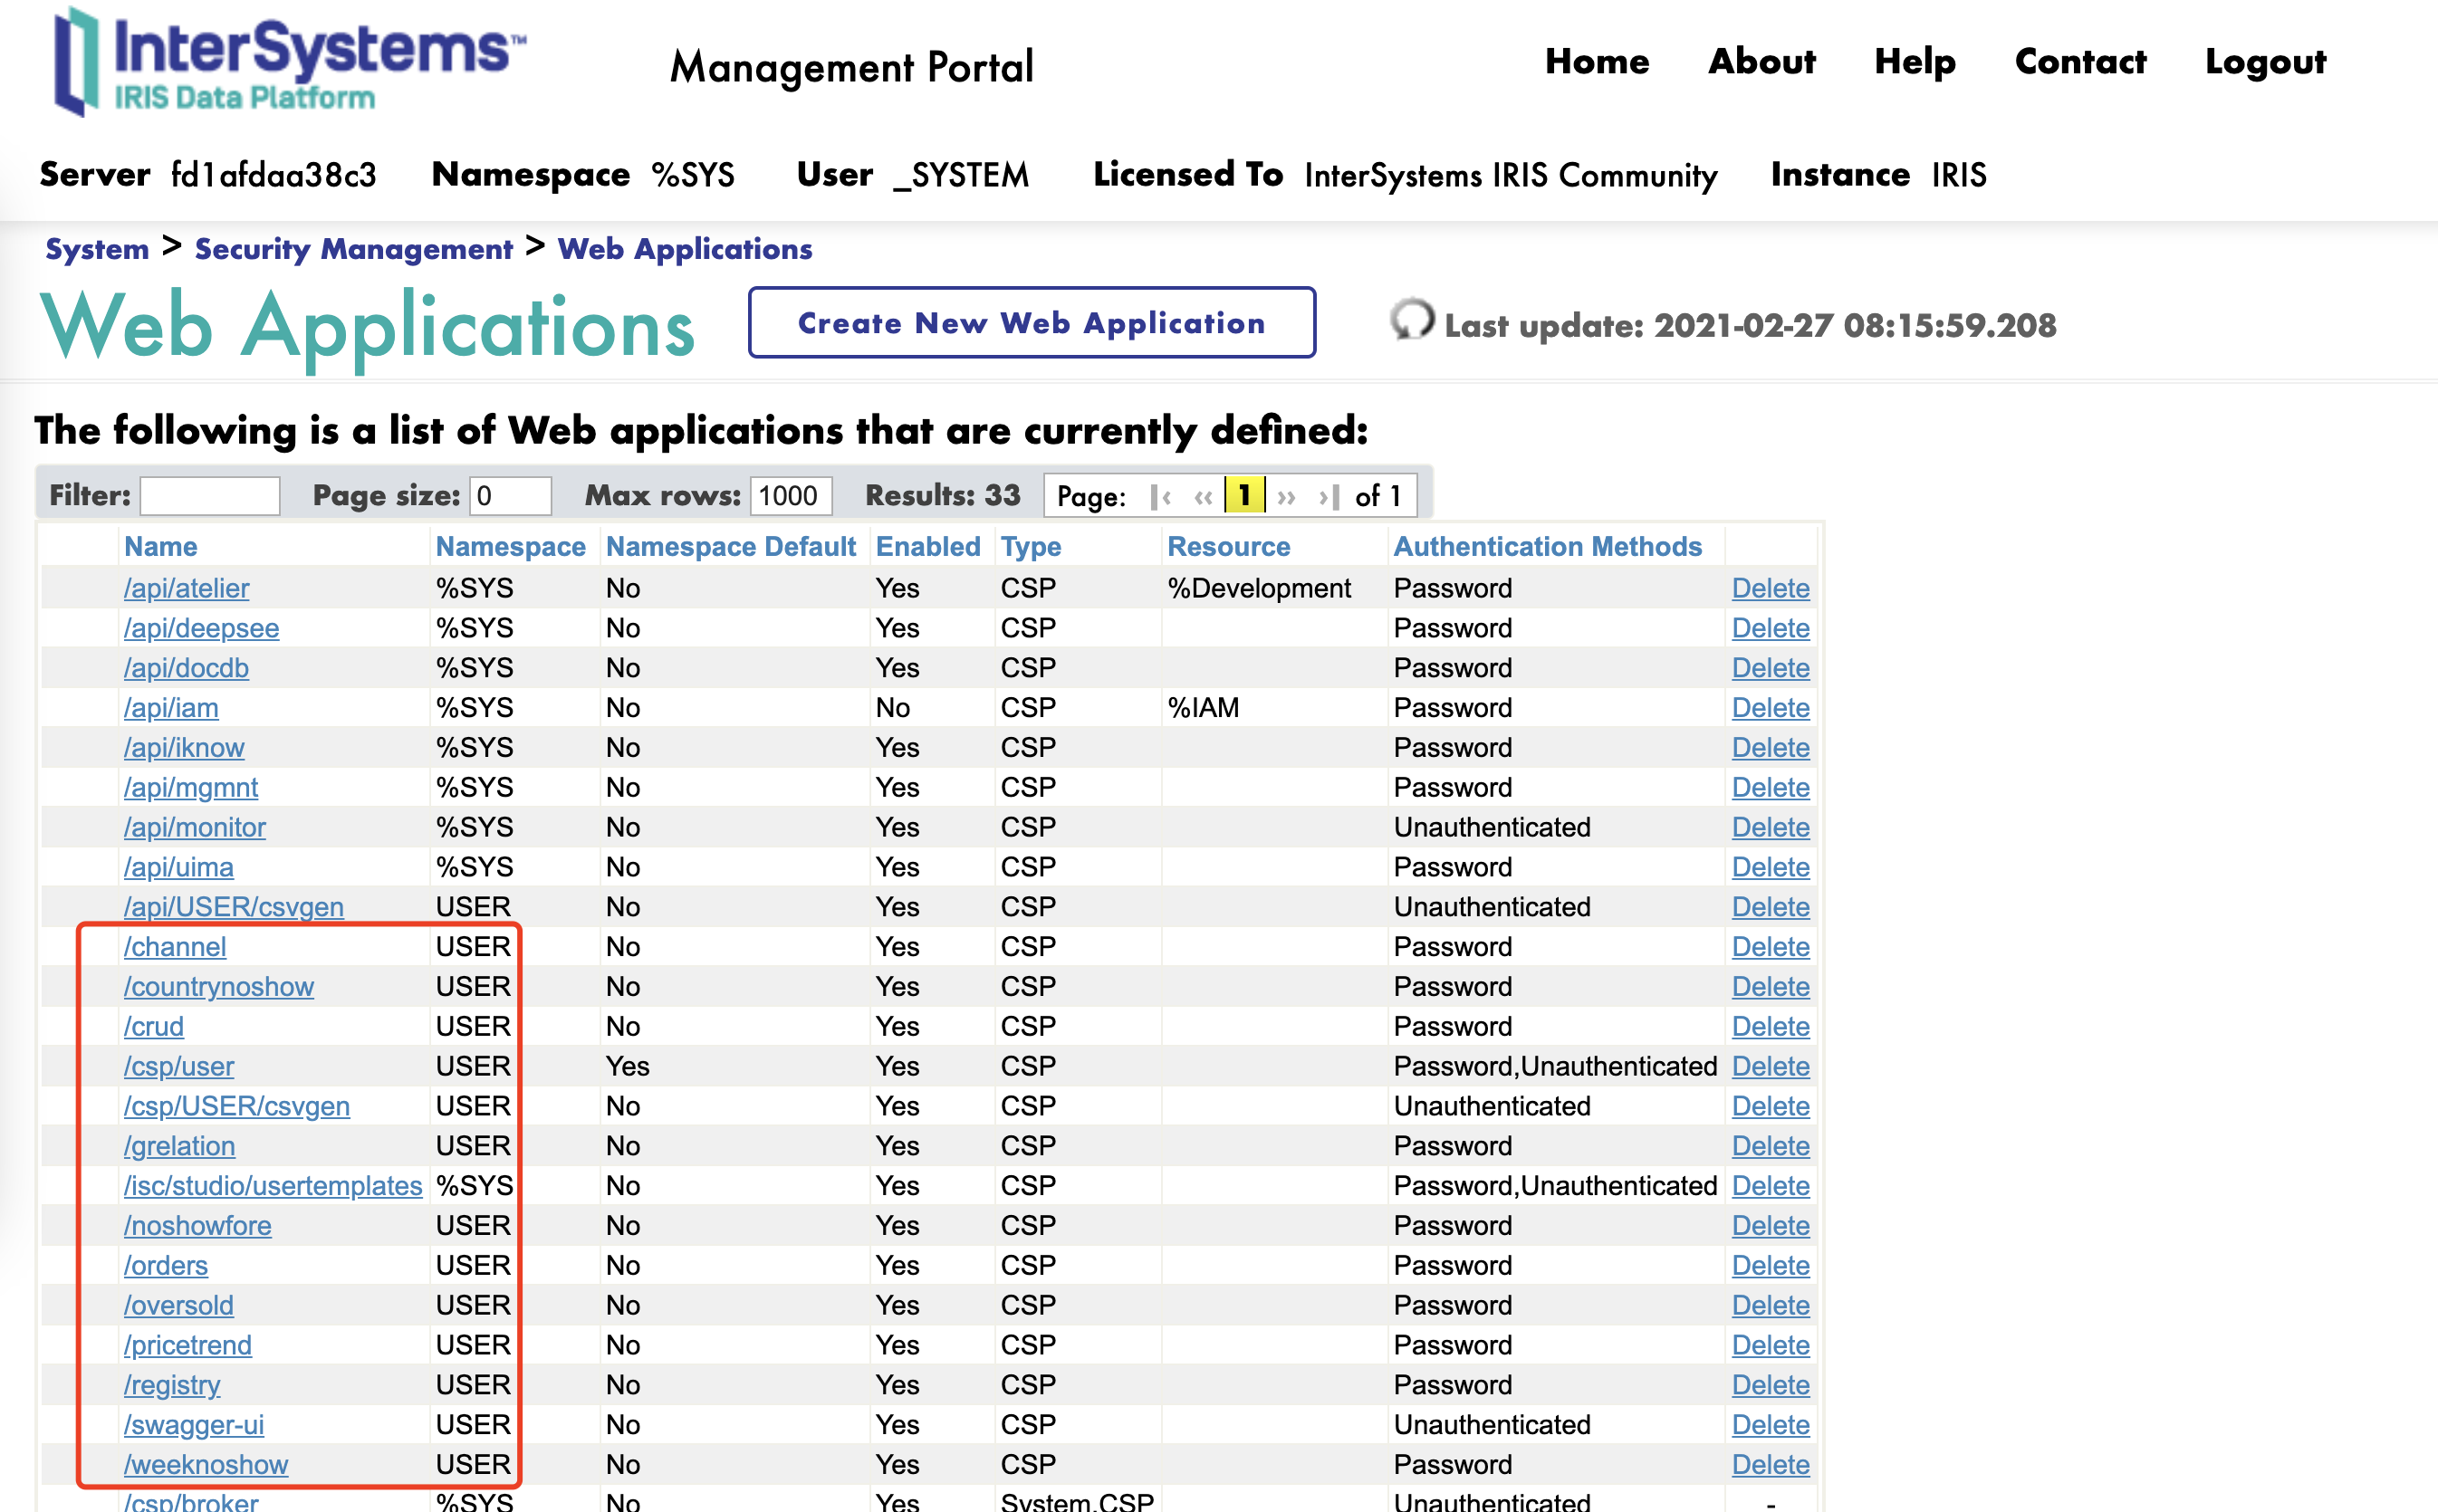 InterSystems™
IRIS Data Platform
Management Portal
Home About Help Contact Logout
Server fd1afdaa38c3 Namespace %SYS User _SYSTEM Licensed To InterSystems IRIS Community Instance IRIS
System > Security Management > Web Applications
Web Applications Create New Web Application Last update: 2021-02-27 08:15:59.208
The following is a list of Web applications that are currently defined:
Filter: Page size: 0 Max rows: 1000 Results: 33 Page: |‹ ‹‹ 1 ›› ›| of 1
Name Namespace Namespace Default Enabled Type Resource Authentication Methods
/api/atelier %SYS No Yes CSP %Development Password Delete
/api/deepsee %SYS No Yes CSP Password Delete
/api/docdb %SYS No Yes CSP Password Delete
/api/iam %SYS No No CSP %IAM Password Delete
/api/iknow %SYS No Yes CSP Password Delete
/api/mgmnt %SYS No Yes CSP Password Delete
/api/monitor %SYS No Yes CSP Unauthenticated Delete
/api/uima %SYS No Yes CSP Password Delete
/api/USER/csvgen USER No Yes CSP Unauthenticated Delete
/channel USER No Yes CSP Password Delete
/countrynoshow USER No Yes CSP Password Delete
/crud USER No Yes CSP Password Delete
/csp/user USER Yes Yes CSP Password,Unauthenticated Delete
/csp/USER/csvgen USER No Yes CSP Unauthenticated Delete
/grelation USER No Yes CSP Password Delete
/isc/studio/usertemplates %SYS No Yes CSP Password,Unauthenticated Delete
/noshowfore USER No Yes CSP Password Delete
/orders USER No Yes CSP Password Delete
/oversold USER No Yes CSP Password Delete
/pricetrend USER No Yes CSP Password Delete
/registry USER No Yes CSP Password Delete
/swagger-ui USER No Yes CSP Unauthenticated Delete
/weeknoshow USER No Yes CSP Password Delete
/csp/broker %SYS No Yes System,CSP Unauthenticated -